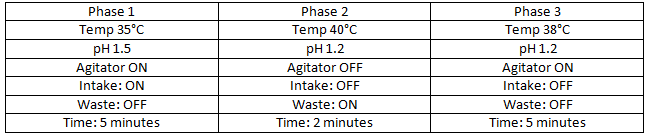 Phase 1 Phase 2 Phase 3
Temp 35°C Temp 40°C Temp 38°C
pH 1.5 pH 1.2 pH 1.2
Agitator ON Agitator OFF Agitator OFF
Intake: ON Intake: OFF Intake: OFF
Waste: OFF Waste: ON Waste: OFF
Time: 5 minutes Time: 2 minutes Time: 5 minutes